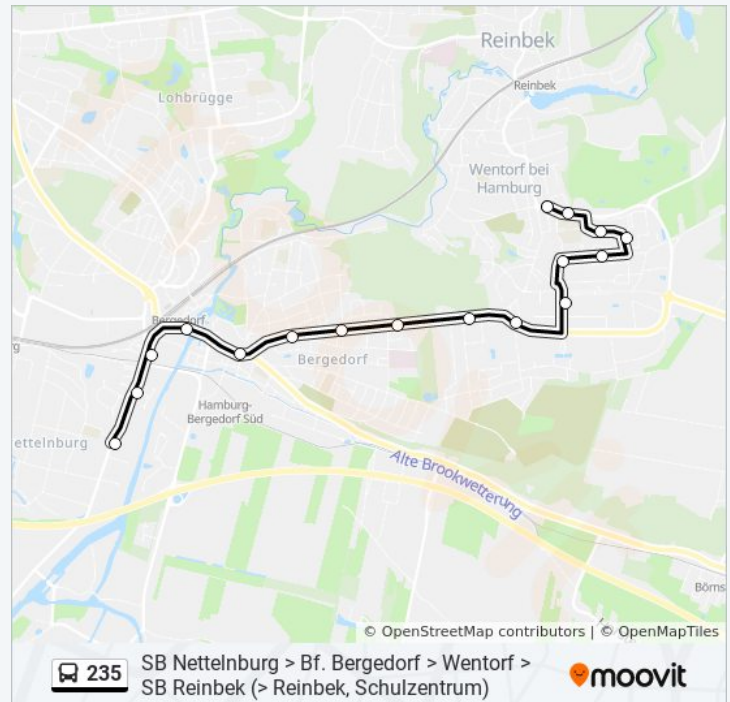 Reinbek
Lohbrügge
Reinbek
Wentorf bei
Hamburg
Bergedorf
g
Bergedorf
Hamburg-
Bergedorf Süd
ettelnburg
Alte Brookwetterung
Börns
© OpenStreetMap contributors | © OpenMapTiles
235
SB Nettelnburg > Bf. Bergedorf > Wentorf >
SB Reinbek (> Reinbek, Schulzentrum)
moovit